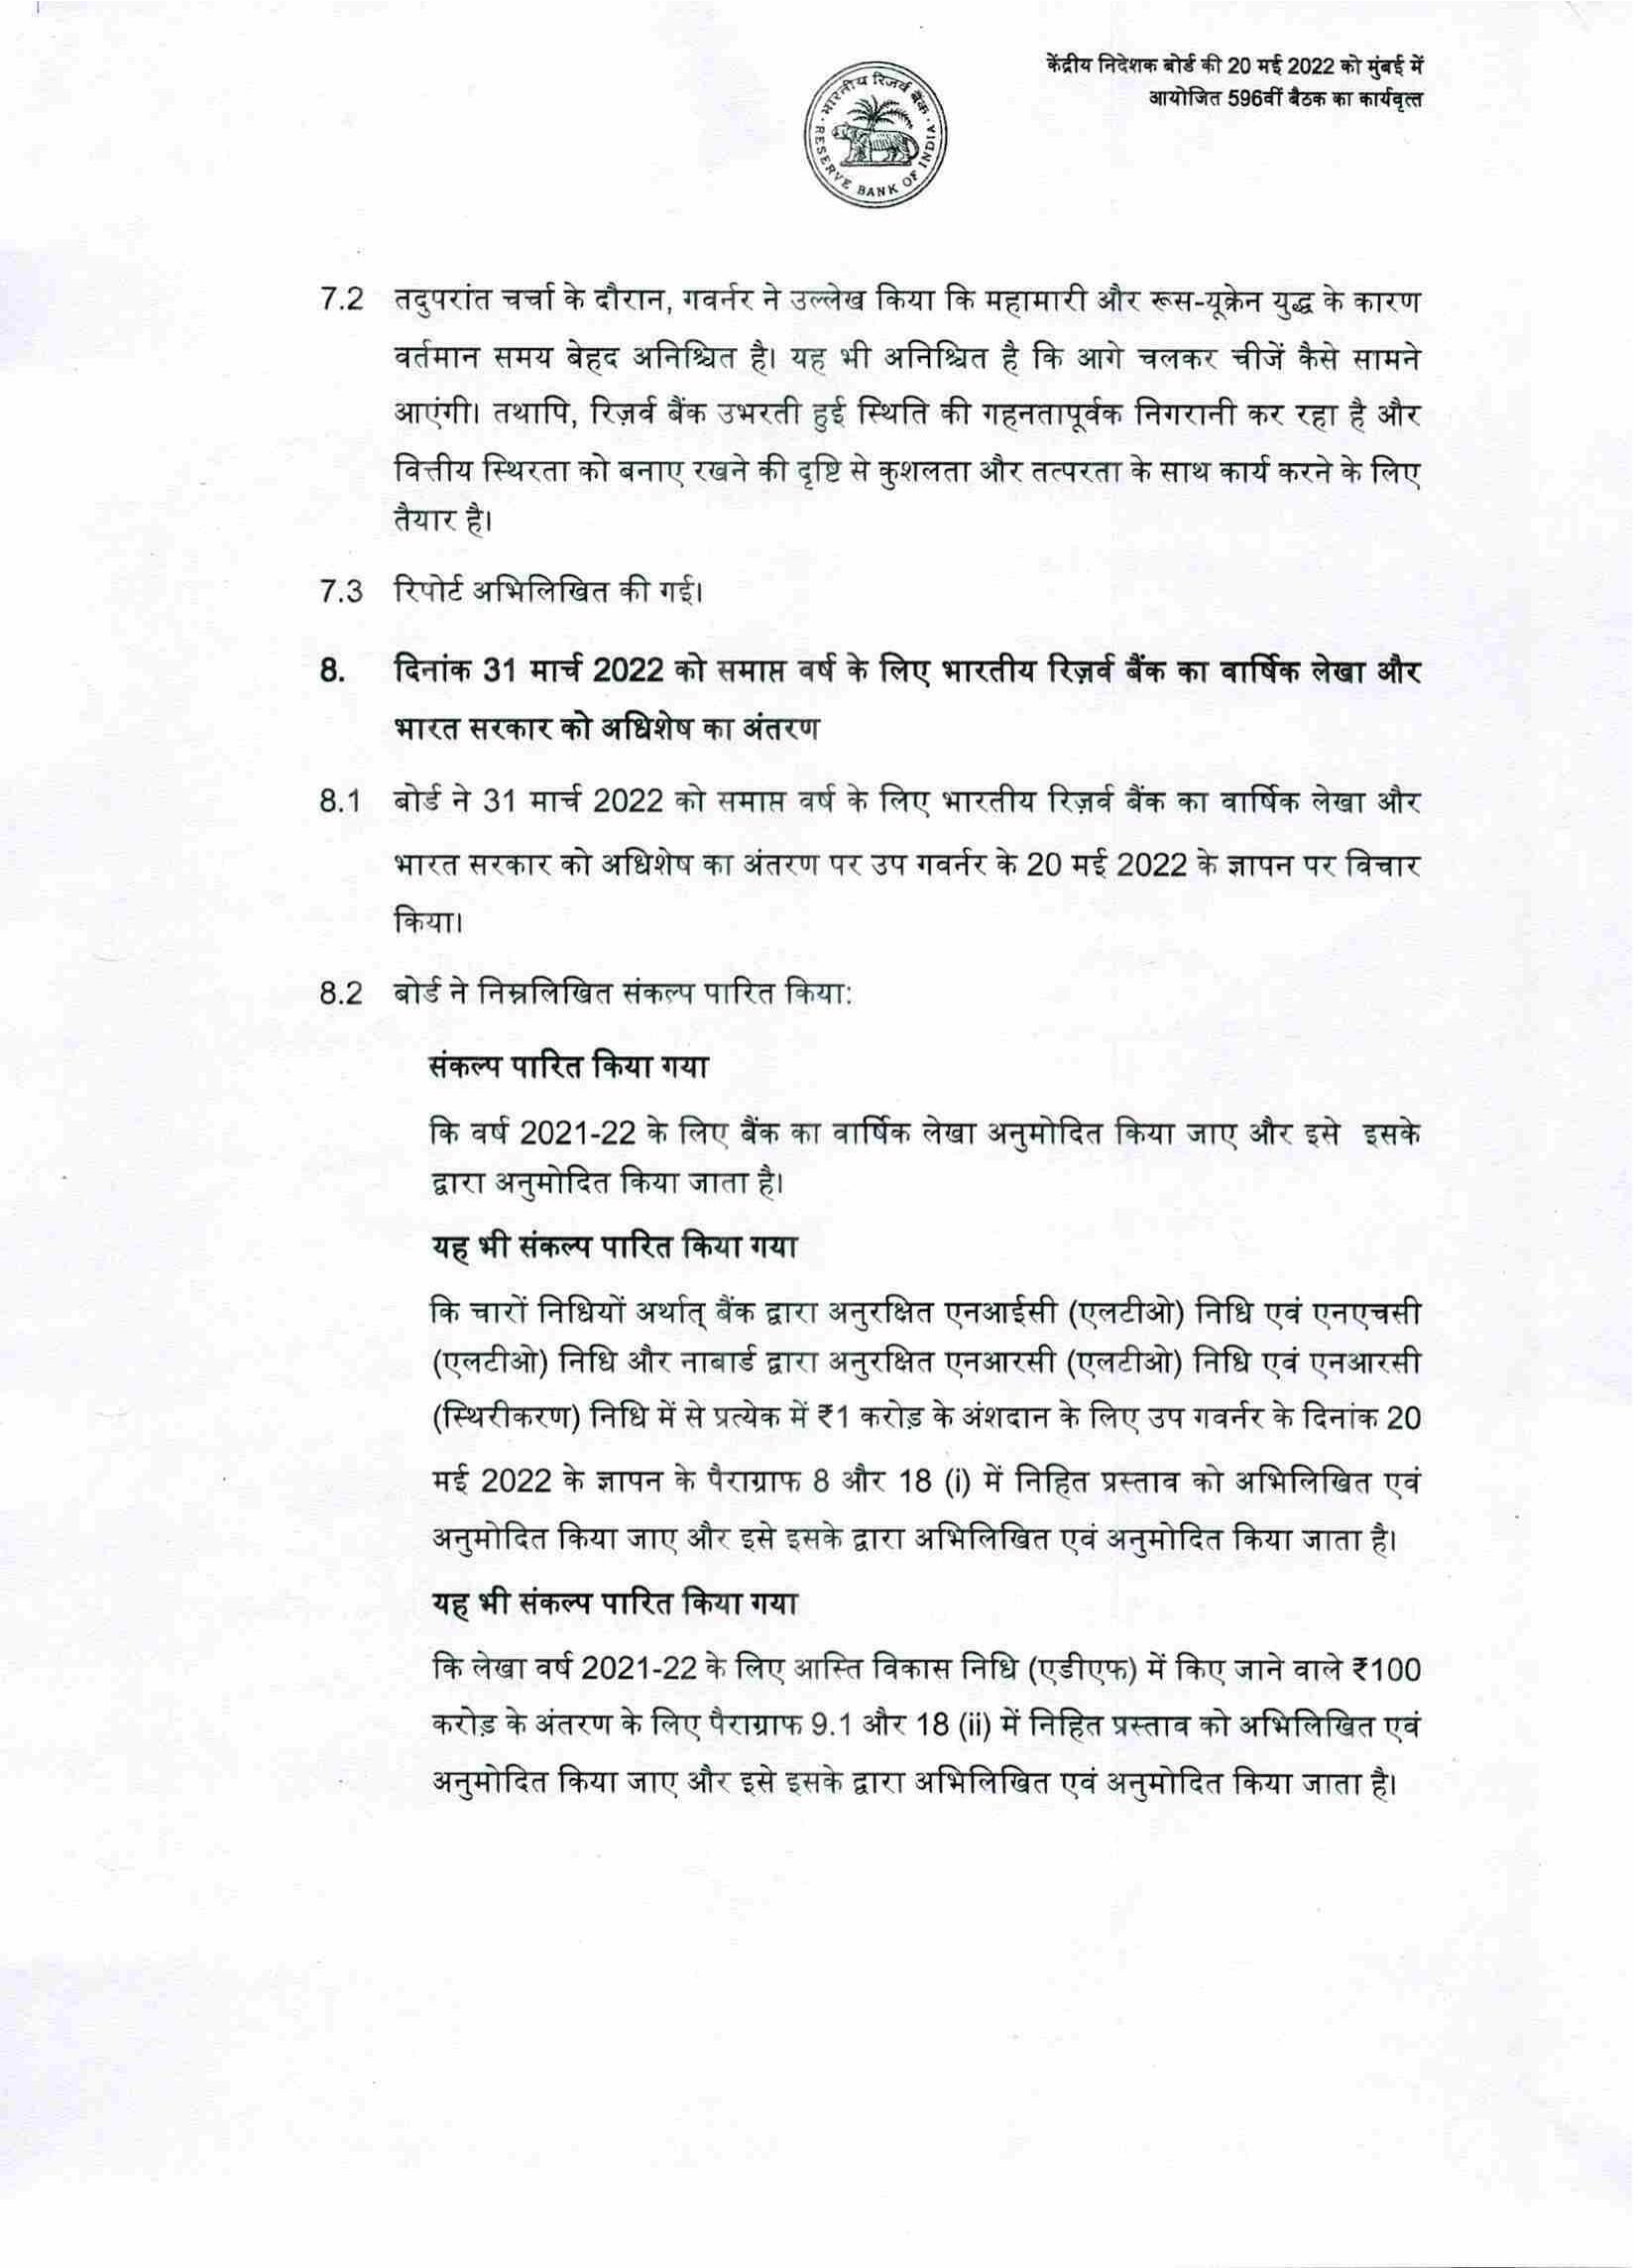 केंद्रीय निदेशक बोर्ड की 20 मई 2022 को मुंबई में
आयोजित 596वीं बैठक का कार्यवृत्त
भारतीय रिज़र्व बैंक
RESERVE BANK OF INDIA
7.2 तदुपरांत चर्चा के दौरान, गवर्नर ने उल्लेख किया कि महामारी और रूस-यूक्रेन युद्ध के कारण
वर्तमान समय बेहद अनिश्चित है। यह भी अनिश्चित है कि आगे चलकर चीजें कैसे सामने
आएंगी। तथापि, रिज़र्व बैंक उभरती हुई स्थिति की गहनतापूर्वक निगरानी कर रहा है और
वित्तीय स्थिरता को बनाए रखने की दृष्टि से कुशलता और तत्परता के साथ कार्य करने के लिए
तैयार है।
7.3 रिपोर्ट अभिलिखित की गई।
8. दिनांक 31 मार्च 2022 को समाप्त वर्ष के लिए भारतीय रिज़र्व बैंक का वार्षिक लेखा और
भारत सरकार को अधिशेष का अंतरण
8.1 बोर्ड ने 31 मार्च 2022 को समाप्त वर्ष के लिए भारतीय रिज़र्व बैंक का वार्षिक लेखा और
भारत सरकार को अधिशेष का अंतरण पर उप गवर्नर के 20 मई 2022 के ज्ञापन पर विचार
किया।
8.2 बोर्ड ने निम्नलिखित संकल्प पारित किया:
संकल्प पारित किया गया
कि वर्ष 2021-22 के लिए बैंक का वार्षिक लेखा अनुमोदित किया जाए और इसे इसके
द्वारा अनुमोदित किया जाता है।
यह भी संकल्प पारित किया गया
कि चारों निधियों अर्थात् बैंक द्वारा अनुरक्षित एनआईसी (एलटीओ) निधि एवं एनएचसी
(एलटीओ) निधि और नाबार्ड द्वारा अनुरक्षित एनआरसी (एलटीओ) निधि एवं एनआरसी
(स्थिरीकरण) निधि में से प्रत्येक में ₹1 करोड़ के अंशदान के लिए उप गवर्नर के दिनांक 20
मई 2022 के ज्ञापन के पैराग्राफ 8 और 18 (i) में निहित प्रस्ताव को अभिलिखित एवं
अनुमोदित किया जाए और इसे इसके द्वारा अभिलिखित एवं अनुमोदित किया जाता है।
यह भी संकल्प पारित किया गया
कि लेखा वर्ष 2021-22 के लिए आस्ति विकास निधि (एडीएफ) में किए जाने वाले ₹100
करोड़ के अंतरण के लिए पैराग्राफ 9.1 और 18 (ii) में निहित प्रस्ताव को अभिलिखित एवं
अनुमोदित किया जाए और इसे इसके द्वारा अभिलिखित एवं अनुमोदित किया जाता है।